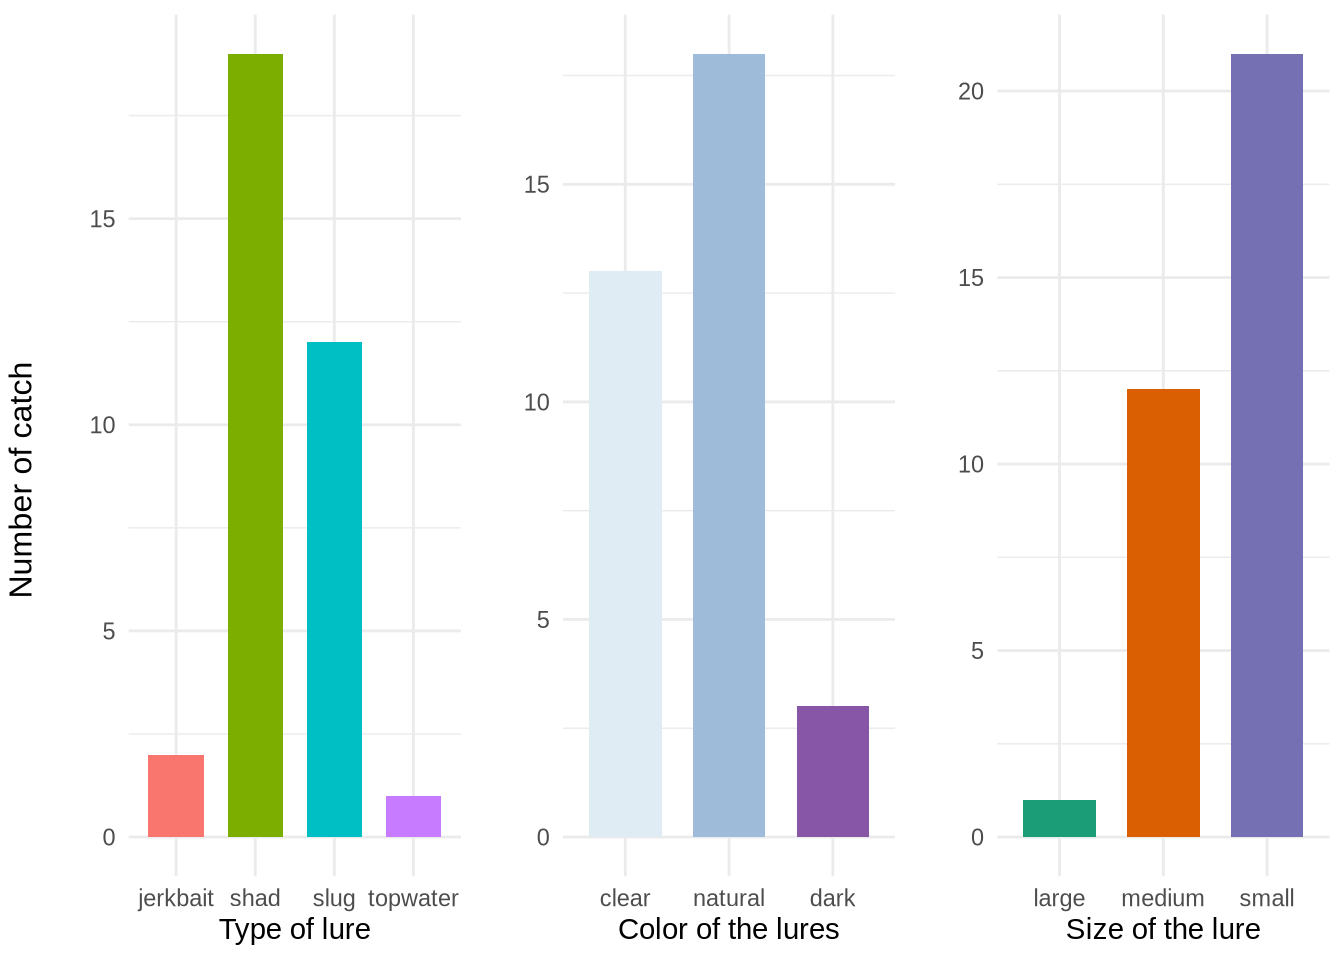 Number of catch
15
10
5
0
jerkbait shad slug topwater
Type of lure
15
10
5
0
clear natural dark
Color of the lures
20
15
10
5
0
large medium small
Size of the lure